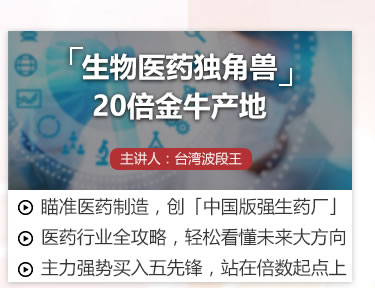 「生物医药独角兽」
20倍金牛产地
主讲人：台湾波段王
瞄准医药制造，创「中国版强生药厂」
医药行业全攻略，轻松看懂未来大方向
主力强势买入五先锋，站在倍数起点上